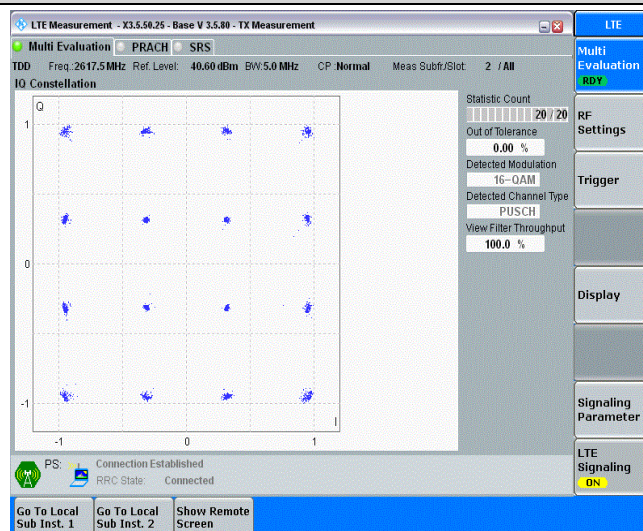 LTE Measurement - X3.5.50.25 - Base V 3.5.80 - TX Measurement
LTE
Multi Evaluation PRACH SRS
Multi
Evaluation
RDY
TDD Freq.:2617.5 MHz Ref. Level: 40.60 dBm BW:5.0 MHz CP :Normal Meas Subfr./Slot: 2 / All
IQ Constellation
Q
1
0
-1
I
-1 0 1
Statistic Count
20 / 20
Out of Tolerance
0.00 %
Detected Modulation
16-QAM
Detected Channel Type
PUSCH
View Filter Throughput
100.0 %
RF
Settings
Trigger
Display
Signaling
Parameter
LTE
Signaling
ON
PS: Connection Established
RRC State: Connected
Go To Local
Sub Inst. 1
Go To Local
Sub Inst. 2
Show Remote
Screen